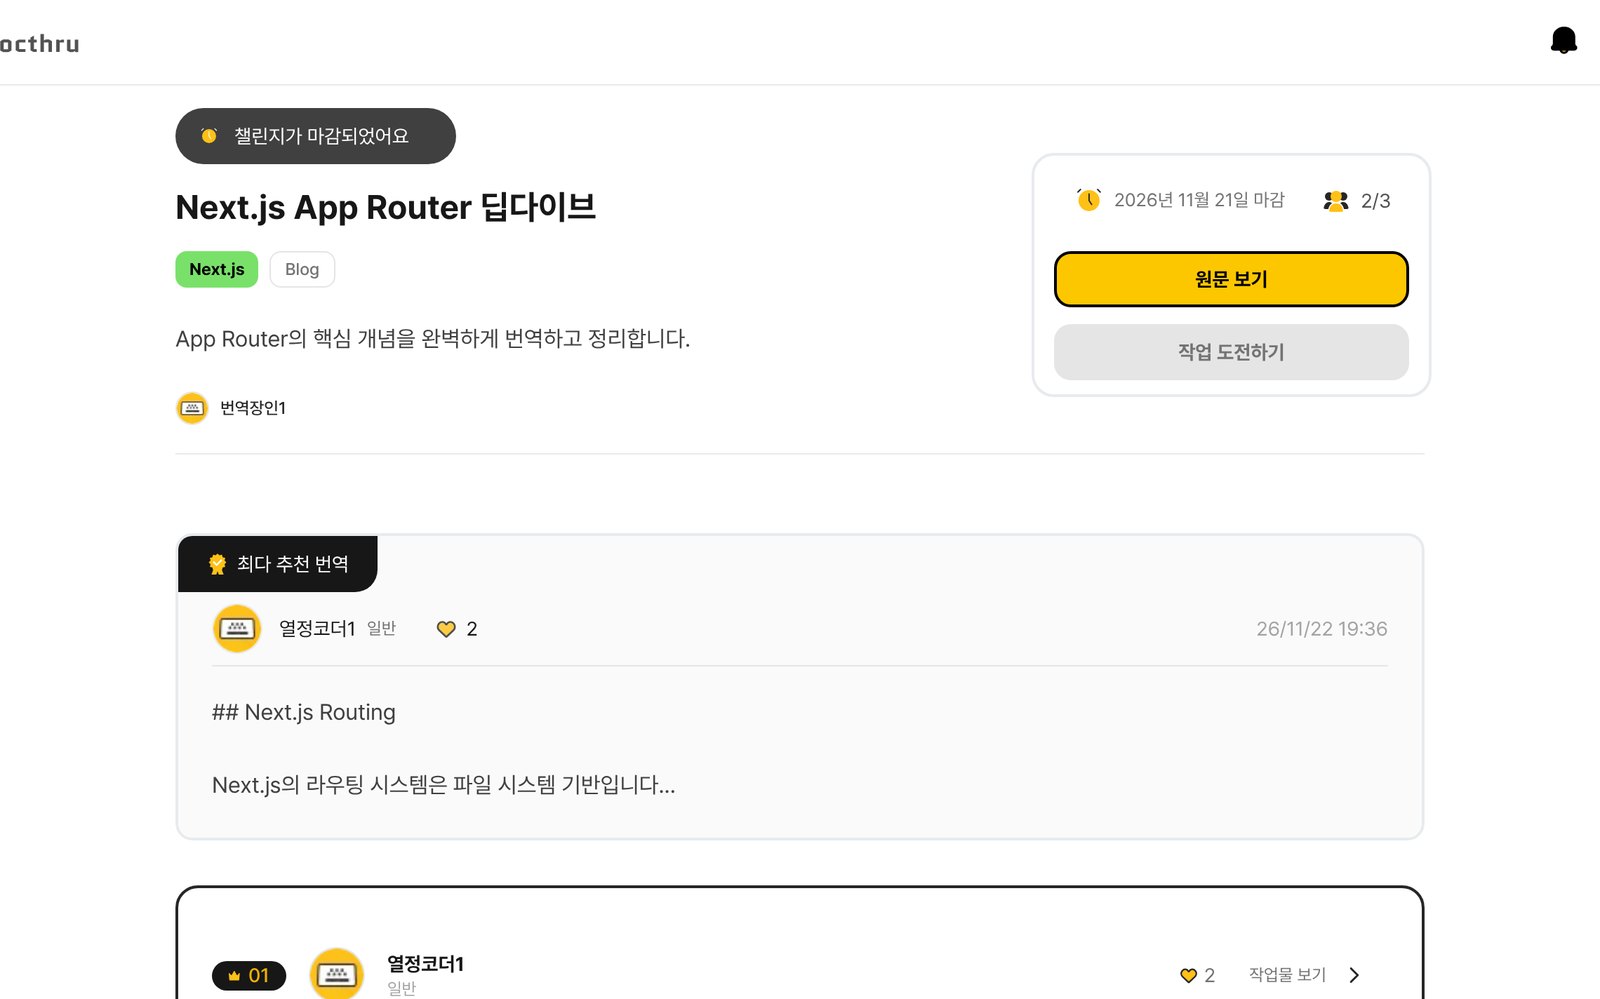 octhru
챌린지가 마감되었어요
Next.js App Router 딥다이브
Next.js
Blog
App Router의 핵심 개념을 완벽하게 번역하고 정리합니다.
번역장인1
2026년 11월 21일 마감
2/3
원문 보기
작업 도전하기
최다 추천 번역
열정코더1 일반 2
26/11/22 19:36
## Next.js Routing
Next.js의 라우팅 시스템은 파일 시스템 기반입니다...
01
열정코더1
일반
2
작업물 보기